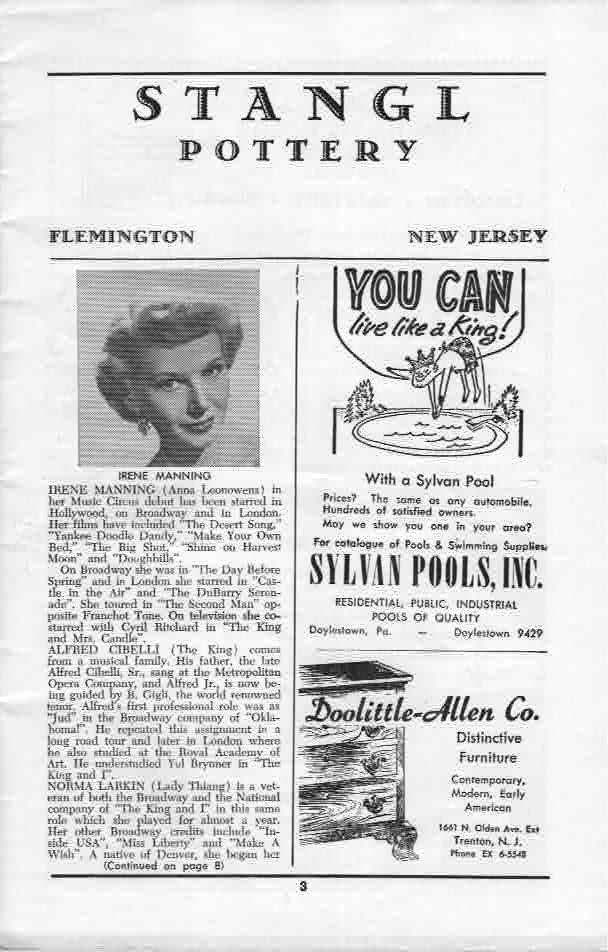 STANGL
POTTERY
FLEMINGTON NEW JERSEY
IRENE MANNING
IRENE MANNING (Anna Leonowens) in
her Music Circus debut has been starred in
Hollywood, on Broadway and in London.
Her films have included "The Desert Song,"
"Yankee Doodle Dandy," "Make Your Own
Bed," "The Big Shot, "Shine on Harvest
Moon" and "Doughbills".
On Broadway she was in "The Day Before
Spring" and in London she starred in "Cas-
tle in the Air" and "The DuBarry Seren-
ade". She toured in "The Second Man" op-
posite Franchot Tone. On television she co-
starred with Cyril Ritchard in "The King
and Mrs. Candle".
ALFRED CIBELLI (The King) comes
from a musical family. His father, the late
Alfred Cibelli, Sr., sang at the Metropolitan
Opera Company, and Alfred Jr., is now be-
ing guided by B. Gigli, the world renowned
tenor. Alfred's first professional role was as
"Jud" in the Broadway company of "Okla-
homa!". He repeated this assignment in a
long road tour and later in London where
he also studied at the Royal Academy of
Art. He understudied Yul Brynner in "The
King and I".
NORMA LARKIN (Lady Thiang) is a vet-
eran of both the Broadway and the National
company of "The King and I" in this same
role which she played for almost a year.
Her other Broadway credits include "In-
side USA", "Miss Liberty" and "Make A
Wish". A native of Denver, she began her
(Continued on page 8)
YOU CAN
live like a King!
With a Sylvan Pool
Prices? The same as any automobile.
Hundreds of satisfied owners.
May we show you one in your area?
For catalogue of Pools & Swimming Supplies.
SYLVAN POOLS, INC.
RESIDENTIAL, PUBLIC, INDUSTRIAL
POOLS OF QUALITY
Doylestown, Pa. — Doylestown 9429
Doolittle-Allen Co.
Distinctive
Furniture
Contemporary,
Modern, Early
American
1661 N. Olden Ave. Ext
Trenton, N. J.
Phone EX 6-5548
3